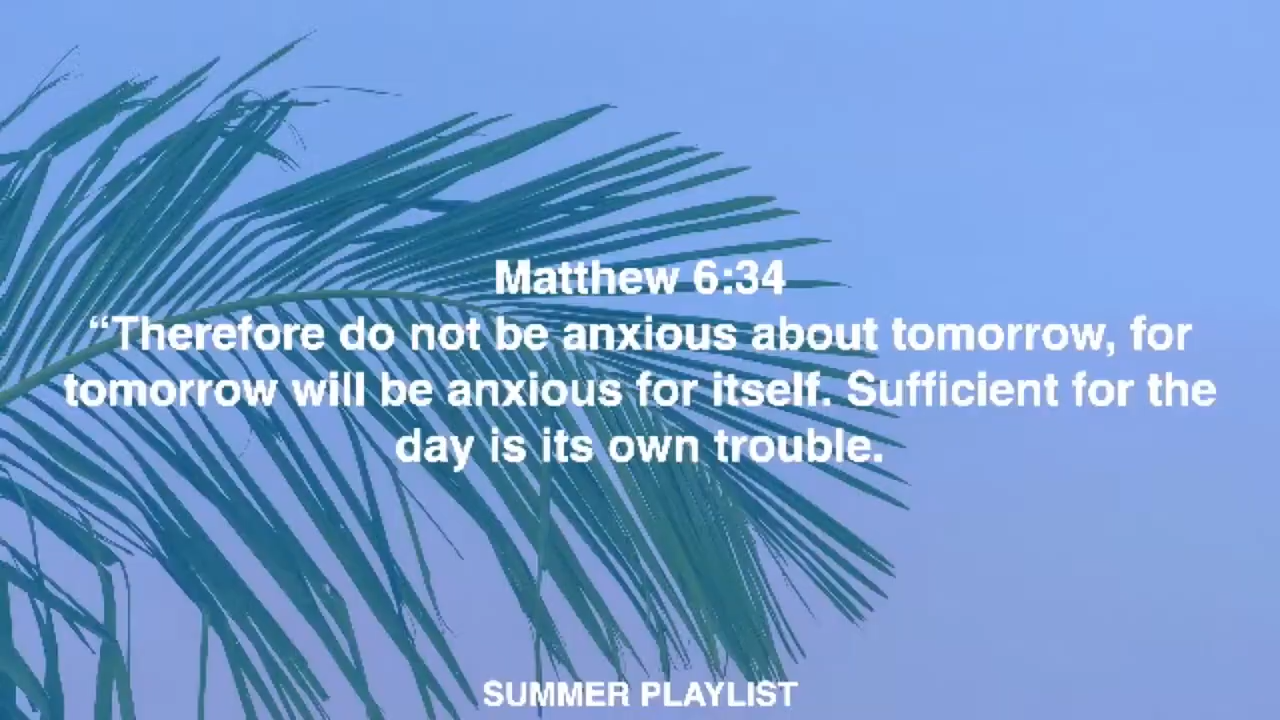 Matthew 6:34
“Therefore do not be anxious about tomorrow, for
tomorrow will be anxious for itself. Sufficient for the
day is its own trouble.
SUMMER PLAYLIST